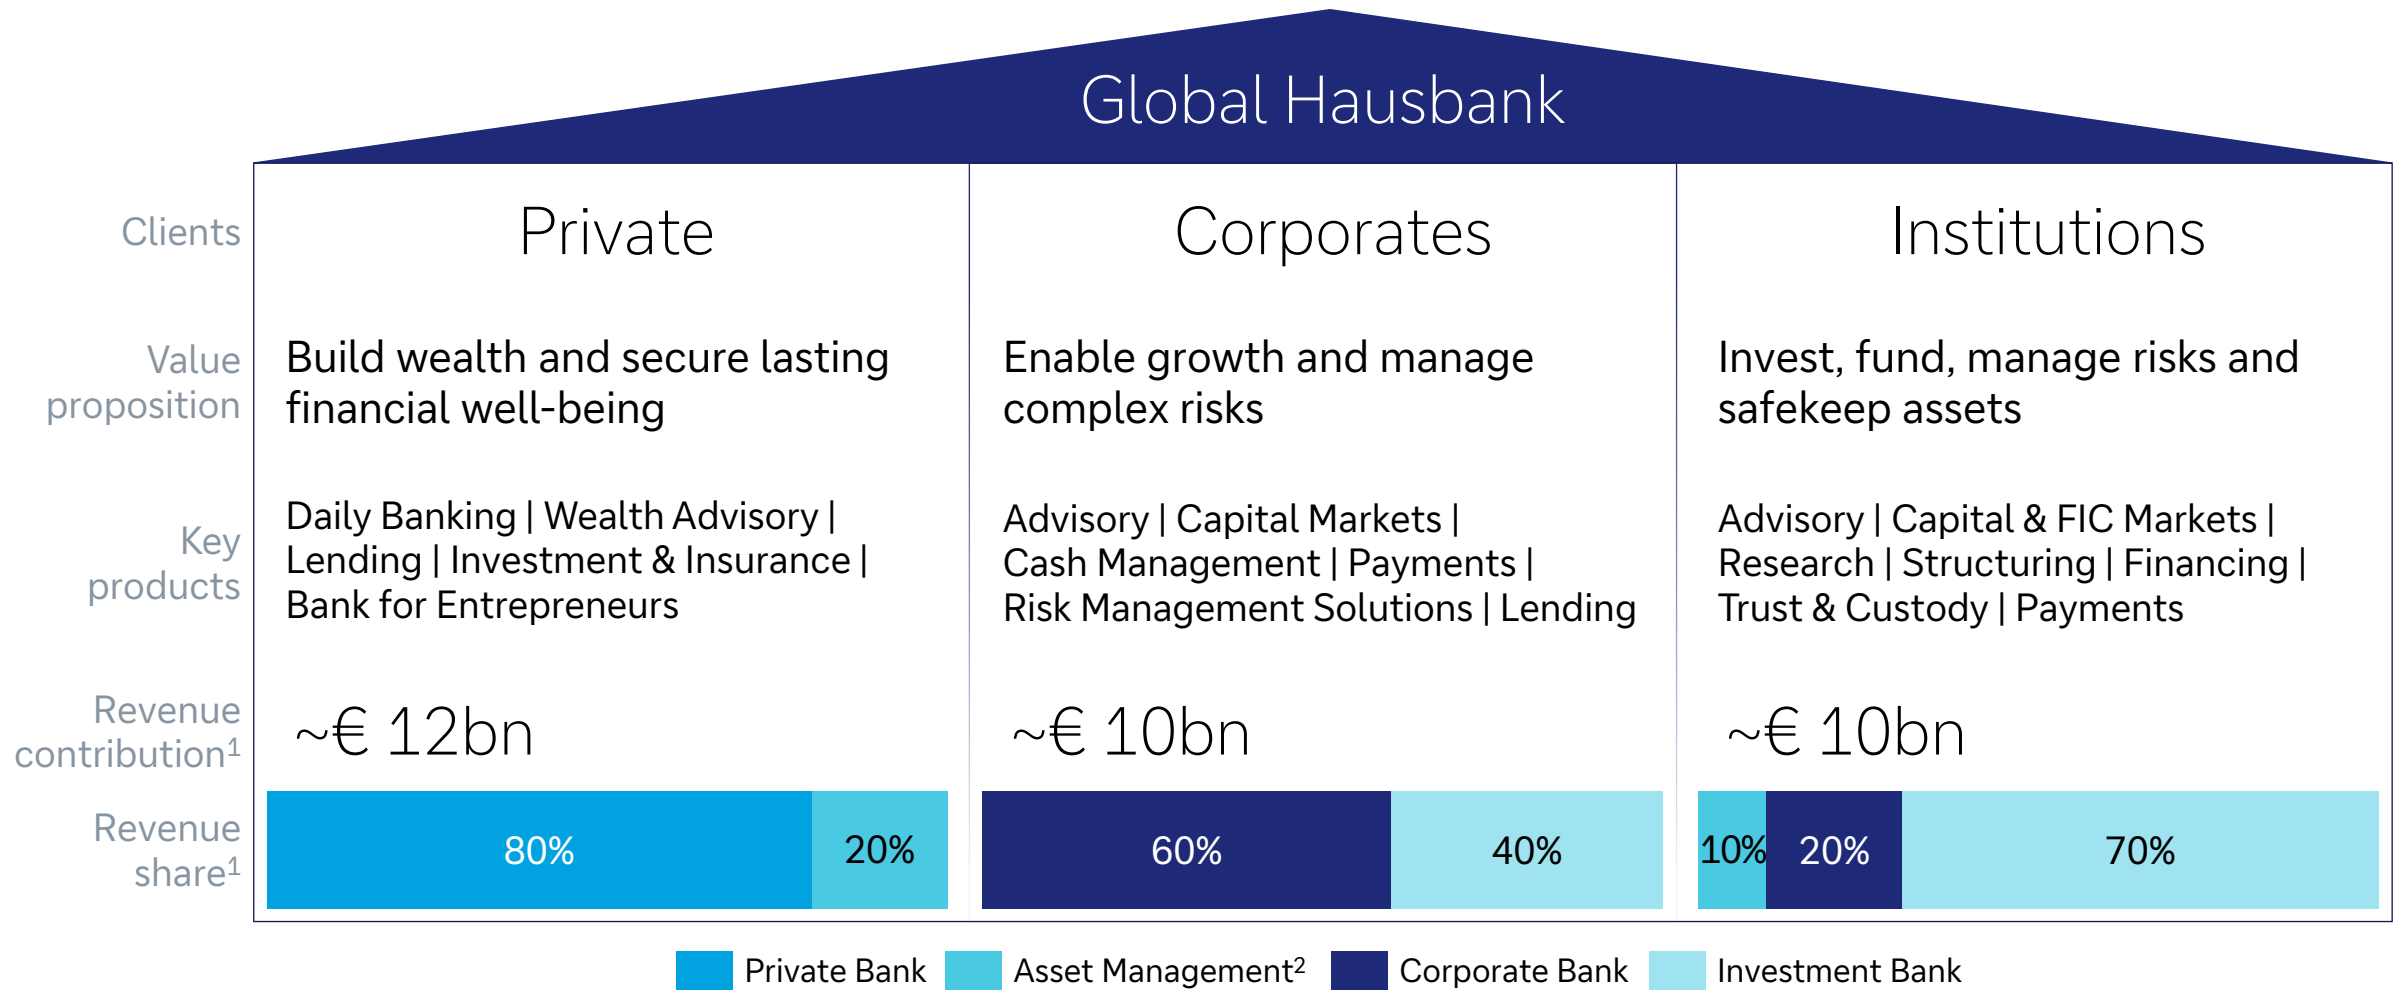 Global Hausbank
Clients
Private
Corporates
Institutions
Value
proposition
Build wealth and secure lasting
financial well-being
Enable growth and manage
complex risks
Invest, fund, manage risks and
safekeep assets
Key
products
Daily Banking | Wealth Advisory |
Lending | Investment & Insurance |
Bank for Entrepreneurs
Advisory | Capital Markets |
Cash Management | Payments |
Risk Management Solutions | Lending
Advisory | Capital & FIC Markets |
Research | Structuring | Financing |
Trust & Custody | Payments
Revenue
contribution¹
~€ 12bn
~€ 10bn
~€ 10bn
Revenue
share¹
80%
20%
60%
40%
10%
20%
70%
Private Bank
Asset Management²
Corporate Bank
Investment Bank